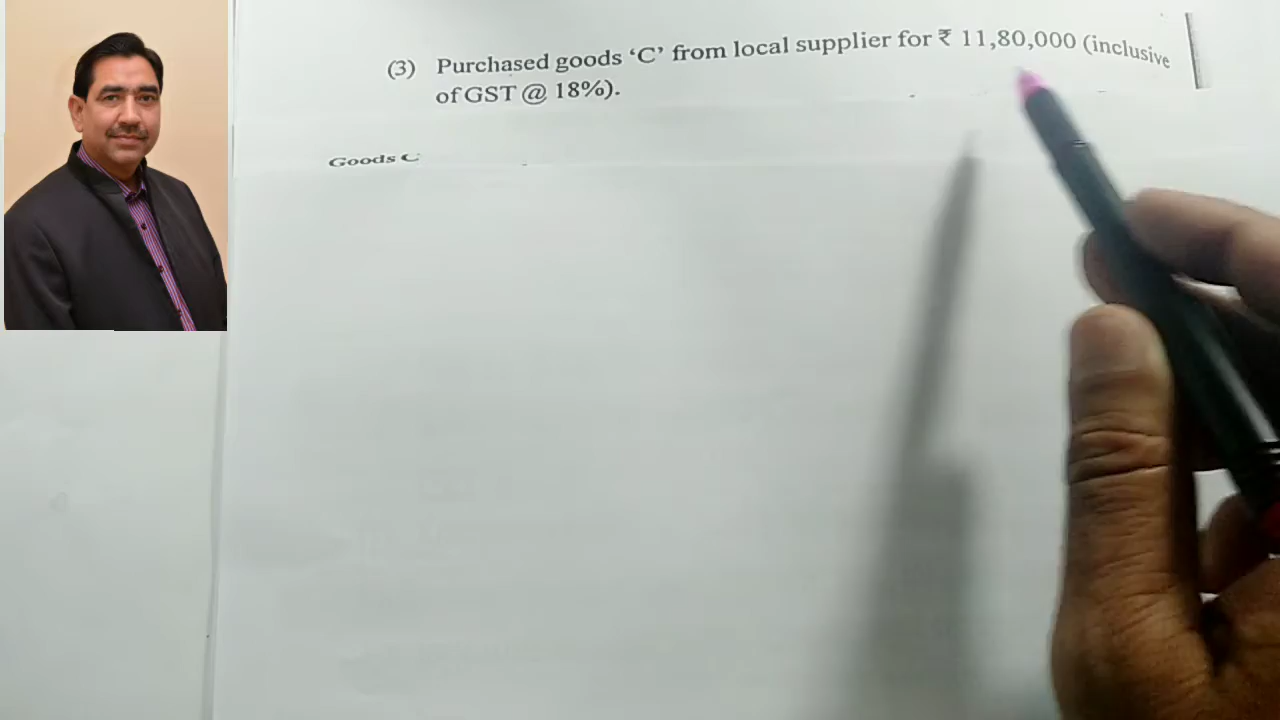 (3) Purchased goods ‘C’ from local supplier for ₹ 11,80,000 (inclusive
of GST @ 18%).
Goods C